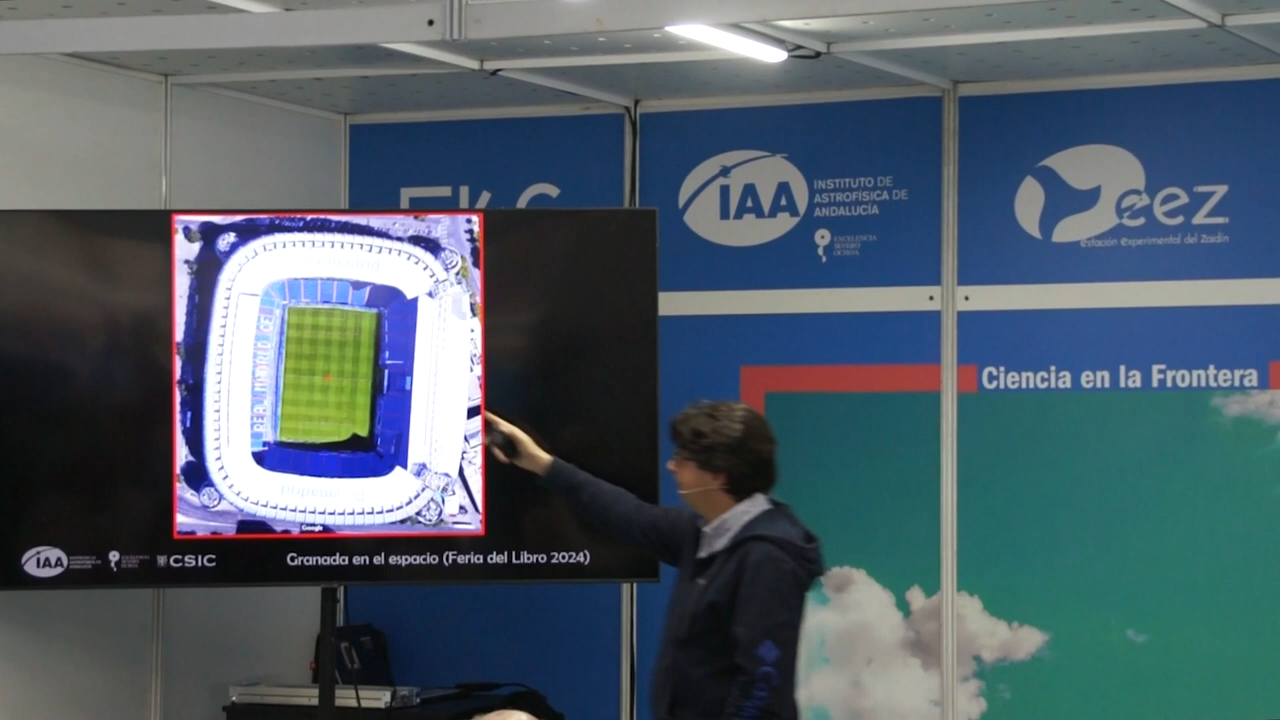 IAA
INSTITUTO DE
ASTROFÍSICA DE
ANDALUCÍA
EXCELENCIA
SEVERO
OCHOA
eez
estación experimental del Zaidín
Ciencia en la Frontera
REAL MADRID
Google
IAA
CSIC
Granada en el espacio (Feria del Libro 2024)